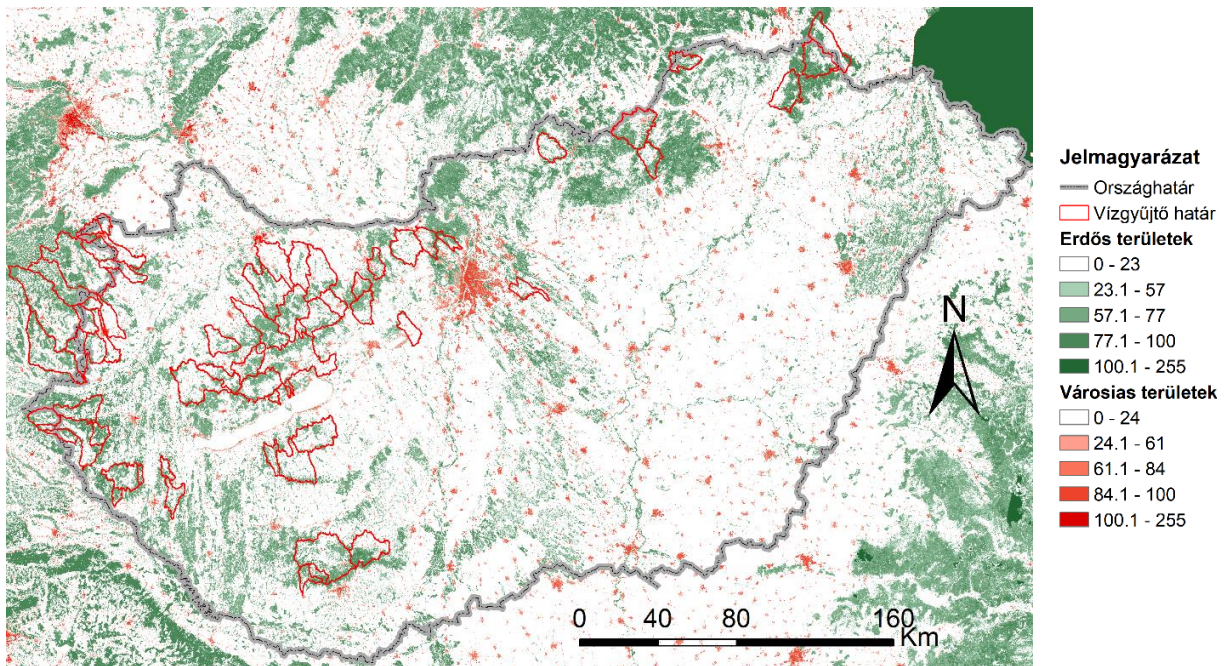 Jelmagyarázat
Országhatár
Vízgyűjtő határ
Erdős területek
0 - 23
23.1 - 57
57.1 - 77
77.1 - 100
100.1 - 255
Városias területek
0 - 24
24.1 - 61
61.1 - 84
84.1 - 100
100.1 - 255
N
0 40 80 160
Km